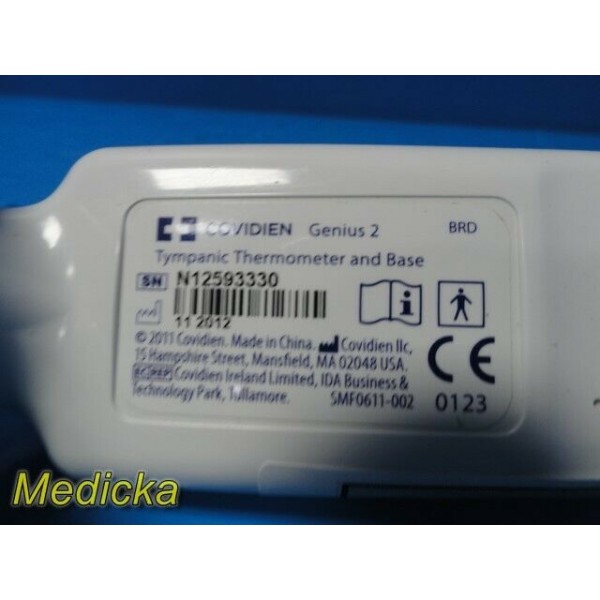 COVIDIEN Genius 2 BRD
Tympanic Thermometer and Base
SN N12593330
11 2012
© 2011 Covidien. Made in China. Covidien llc,
15 Hampshire Street, Mansfield, MA 02048 USA.
EC REP Covidien Ireland Limited, IDA Business &
Technology Park, Tullamore. SMF0611-002
CE
0123
Medicka